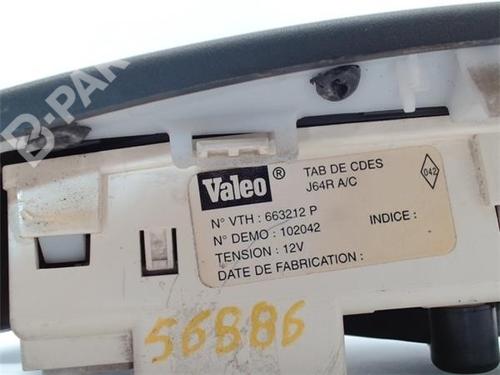 B-PAR
Valeo
TAB DE CDES
J64R A/C
042
N° VTH : 663212 P
N° DEMO : 102042
INDICE :
TENSION : 12V
DATE DE FABRICATION :
56886